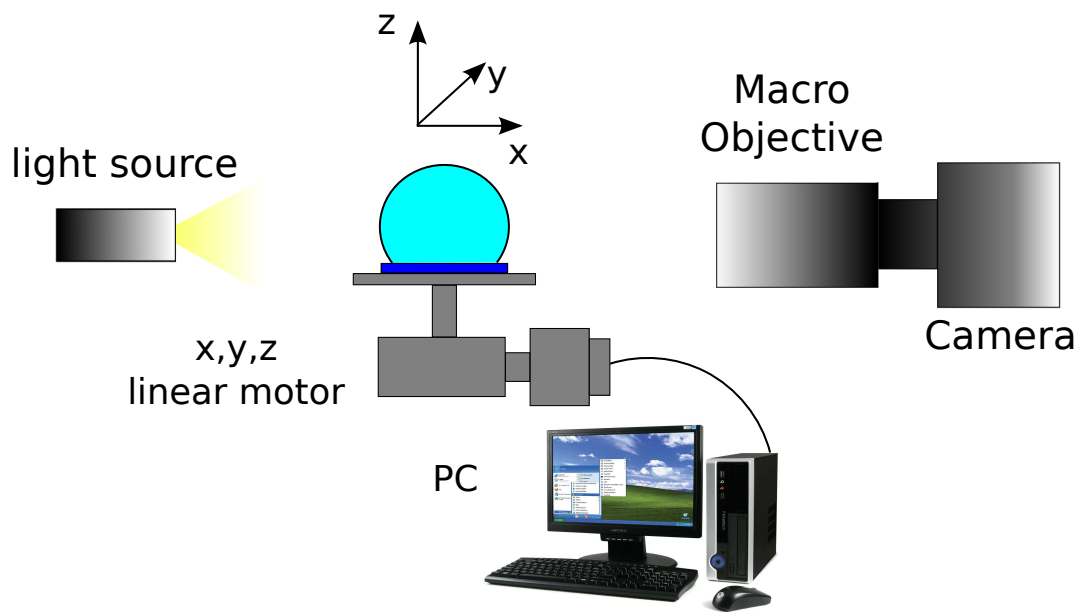 z
y
x
Macro
Objective
light source
Camera
x,y,z
linear motor
PC